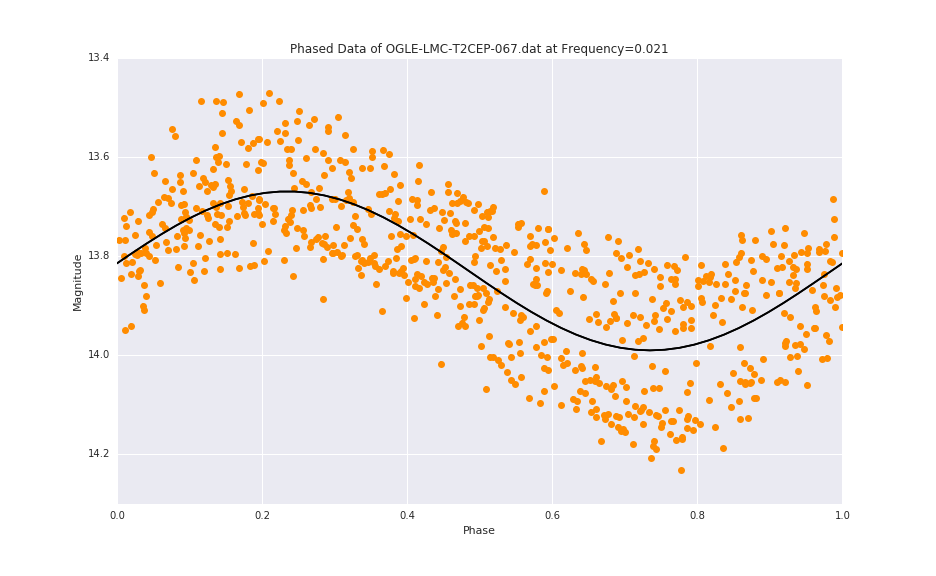 Phased Data of OGLE-LMC-T2CEP-067.dat at Frequency=0.021
13.4
13.6
13.8
14.0
14.2
Magnitude
0.0 0.2 0.4 0.6 0.8 1.0
Phase